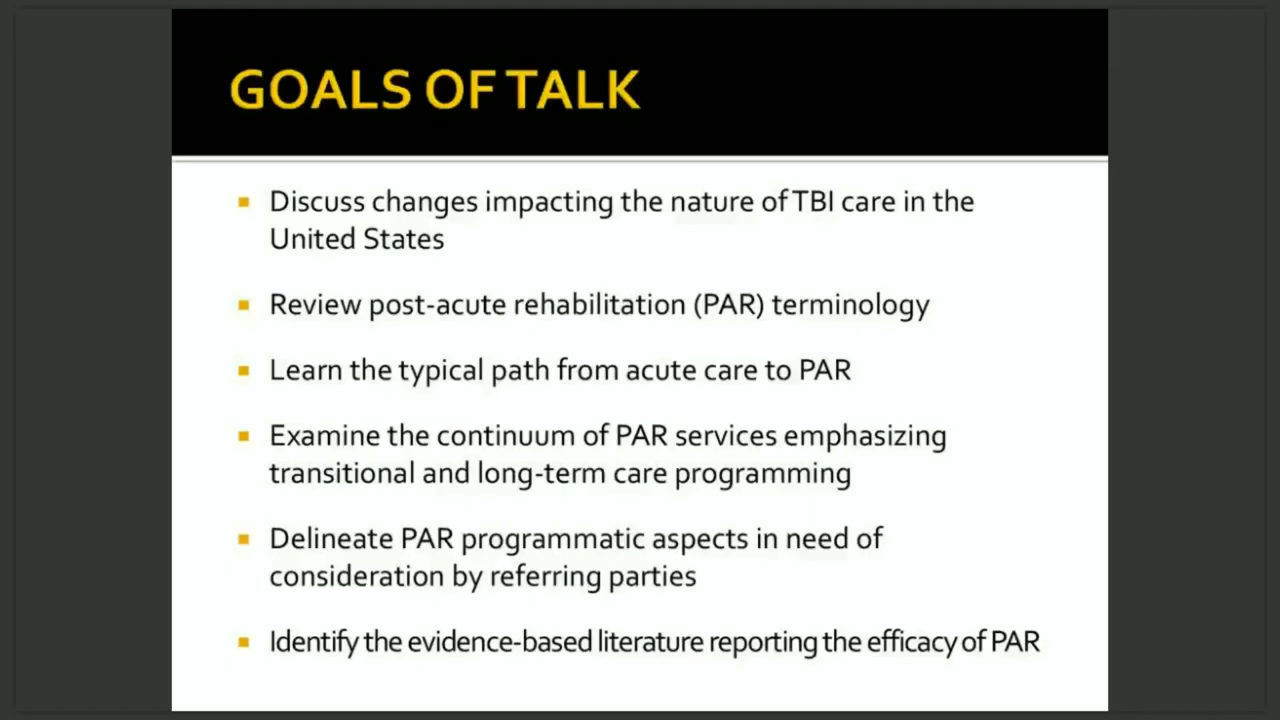 GOALS OF TALK
Discuss changes impacting the nature of TBI care in the
United States
Review post-acute rehabilitation (PAR) terminology
Learn the typical path from acute care to PAR
Examine the continuum of PAR services emphasizing
transitional and long-term care programming
Delineate PAR programmatic aspects in need of
consideration by referring parties
Identify the evidence-based literature reporting the efficacy of PAR